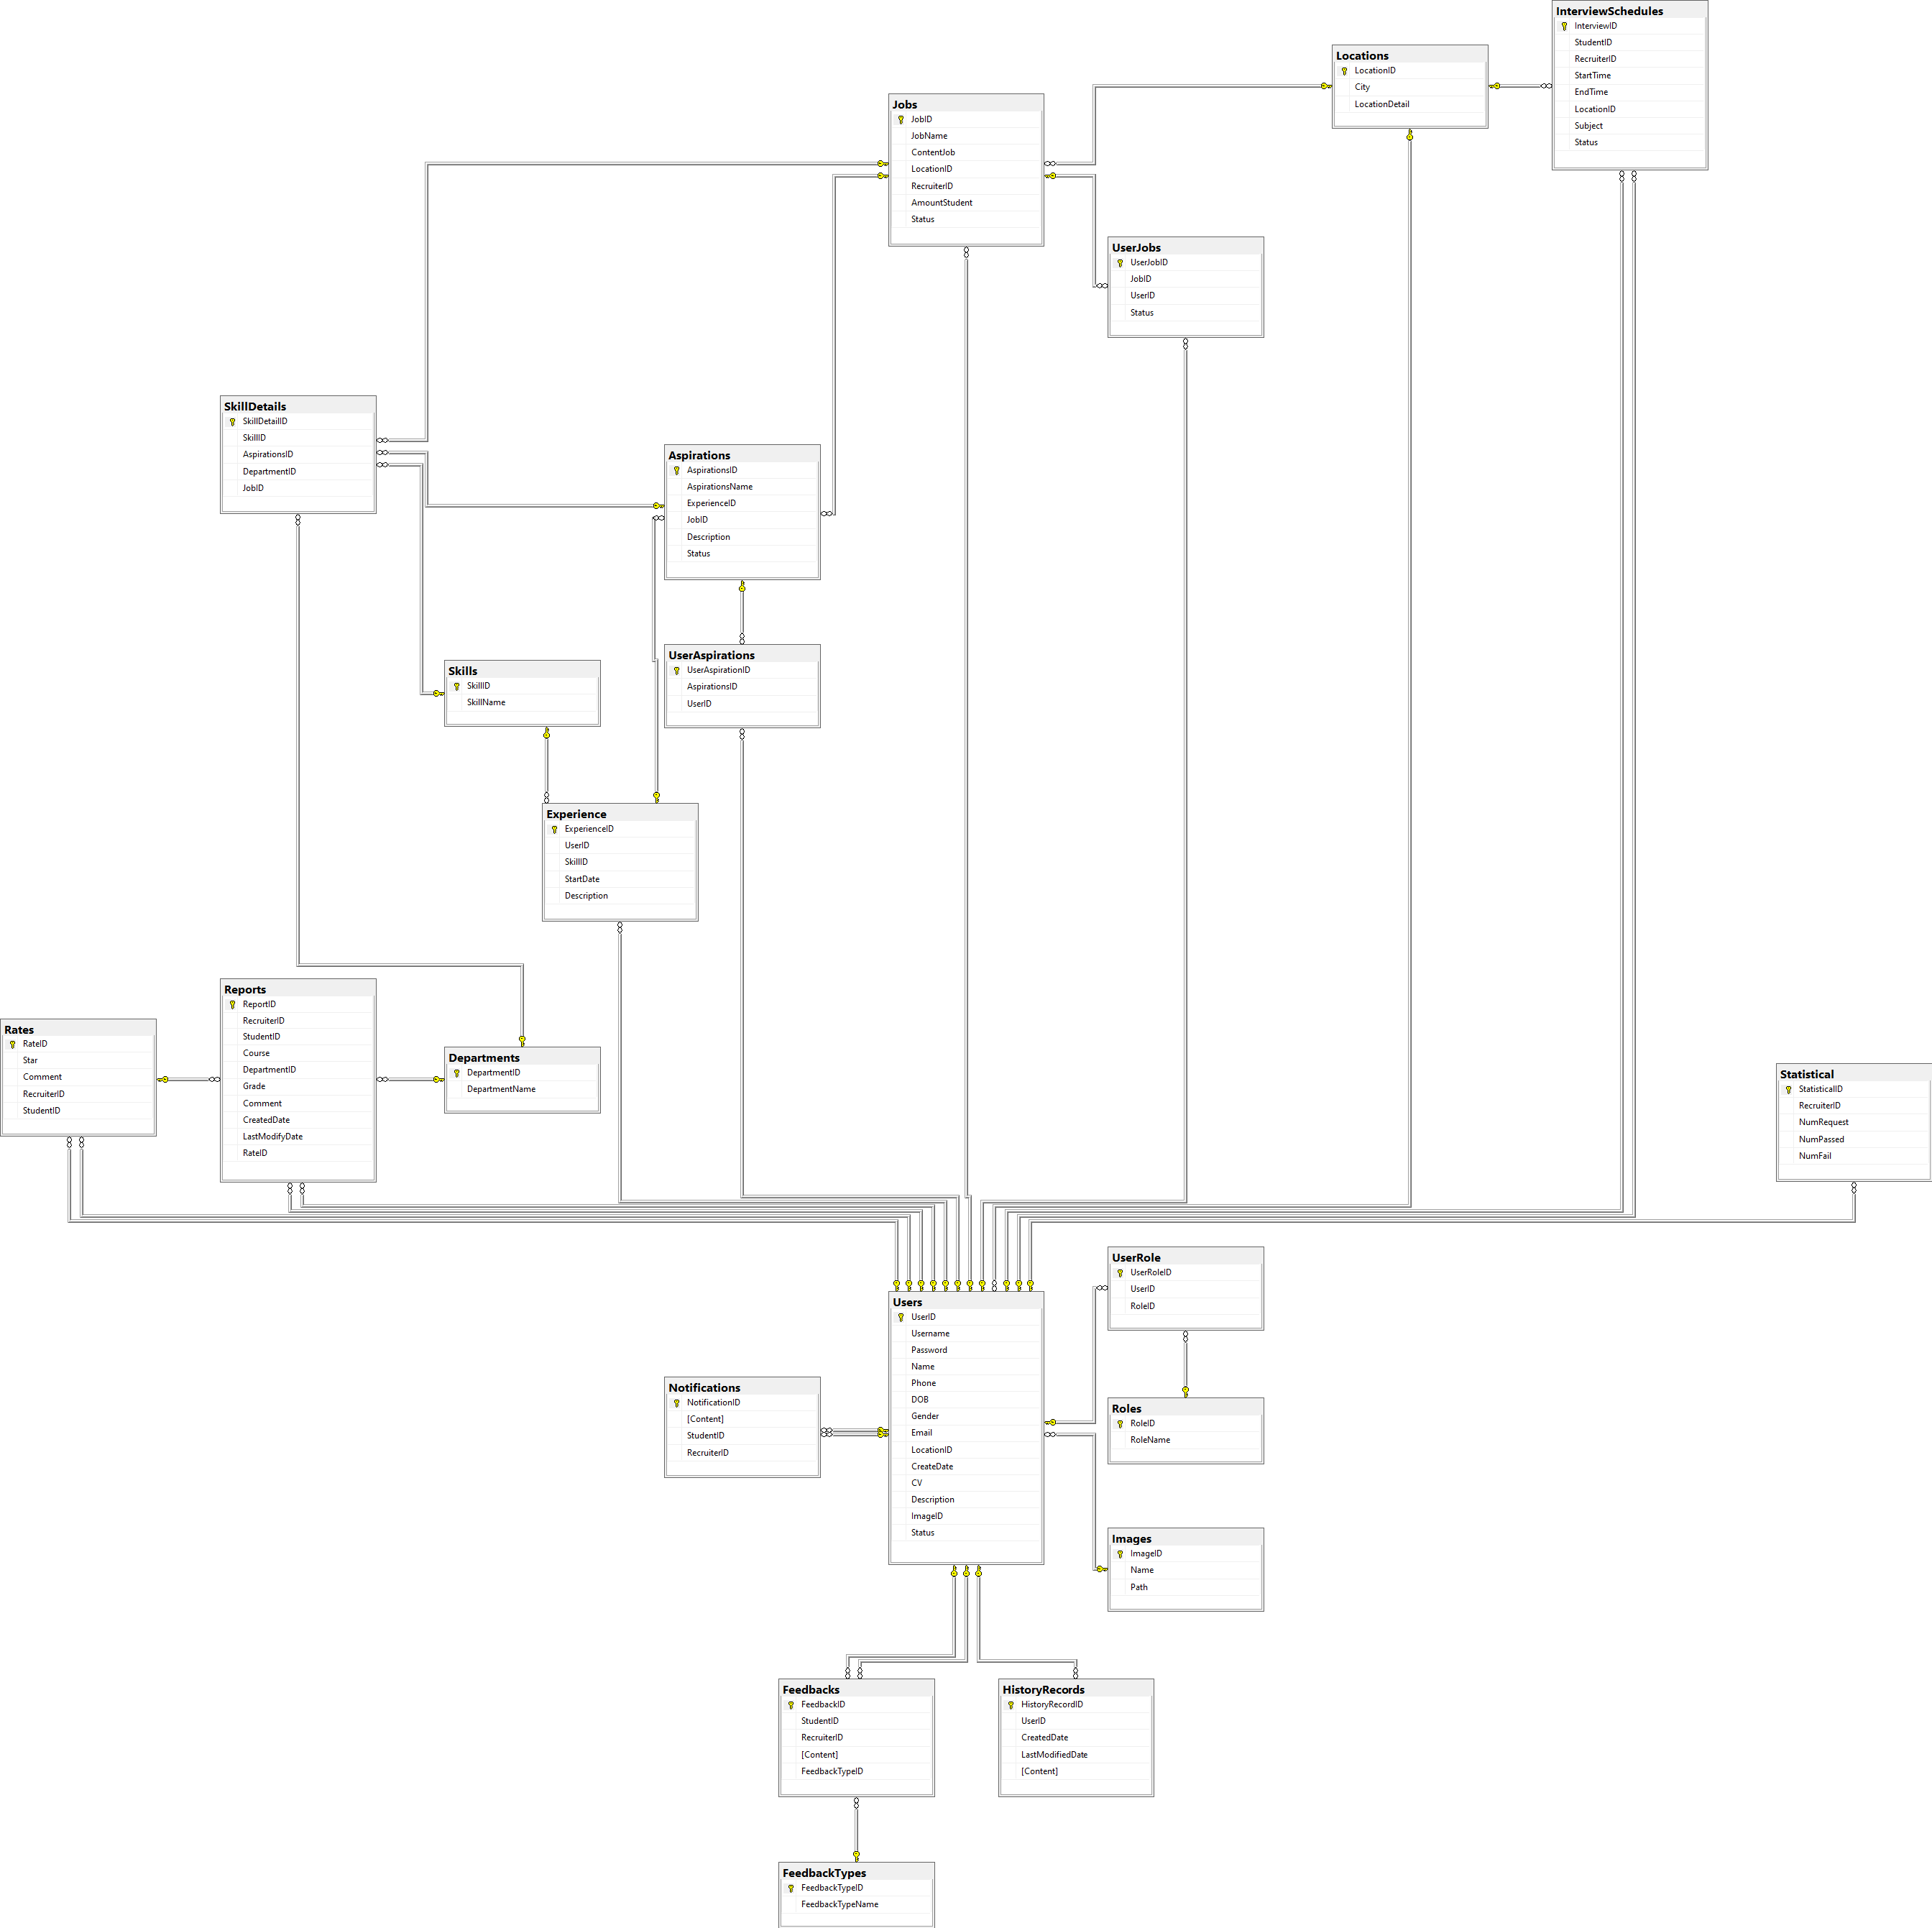 InterviewSchedules
InterviewID
StudentID
RecruiterID
StartTime
EndTime
LocationID
Subject
Status
Locations
LocationID
City
LocationDetail
Jobs
JobID
JobName
ContentJob
LocationID
RecruiterID
AmountStudent
Status
UserJobs
UserJobID
JobID
UserID
Status
SkillDetails
SkillDetailID
SkillID
AspirationsID
DepartmentID
JobID
Aspirations
AspirationsID
AspirationsName
ExperienceID
JobID
Description
Status
UserAspirations
UserAspirationID
AspirationsID
UserID
Skills
SkillID
SkillName
Experience
ExperienceID
UserID
SkillID
StartDate
Description
Reports
ReportID
RecruiterID
StudentID
Course
DepartmentID
Grade
Comment
CreatedDate
LastModifyDate
RateID
Rates
RateID
Star
Comment
RecruiterID
StudentID
Departments
DepartmentID
DepartmentName
Statistical
StatisticalID
RecruiterID
NumRequest
NumPassed
NumFail
UserRole
UserRoleID
UserID
RoleID
Users
UserID
Username
Password
Name
Phone
DOB
Gender
Email
LocationID
CreateDate
CV
Description
ImageID
Status
Notifications
NotificationID
[Content]
StudentID
RecruiterID
Roles
RoleID
RoleName
Images
ImageID
Name
Path
Feedbacks
FeedbackID
StudentID
RecruiterID
[Content]
FeedbackTypeID
HistoryRecords
HistoryRecordID
UserID
CreatedDate
LastModifiedDate
[Content]
FeedbackTypes
FeedbackTypeID
FeedbackTypeName